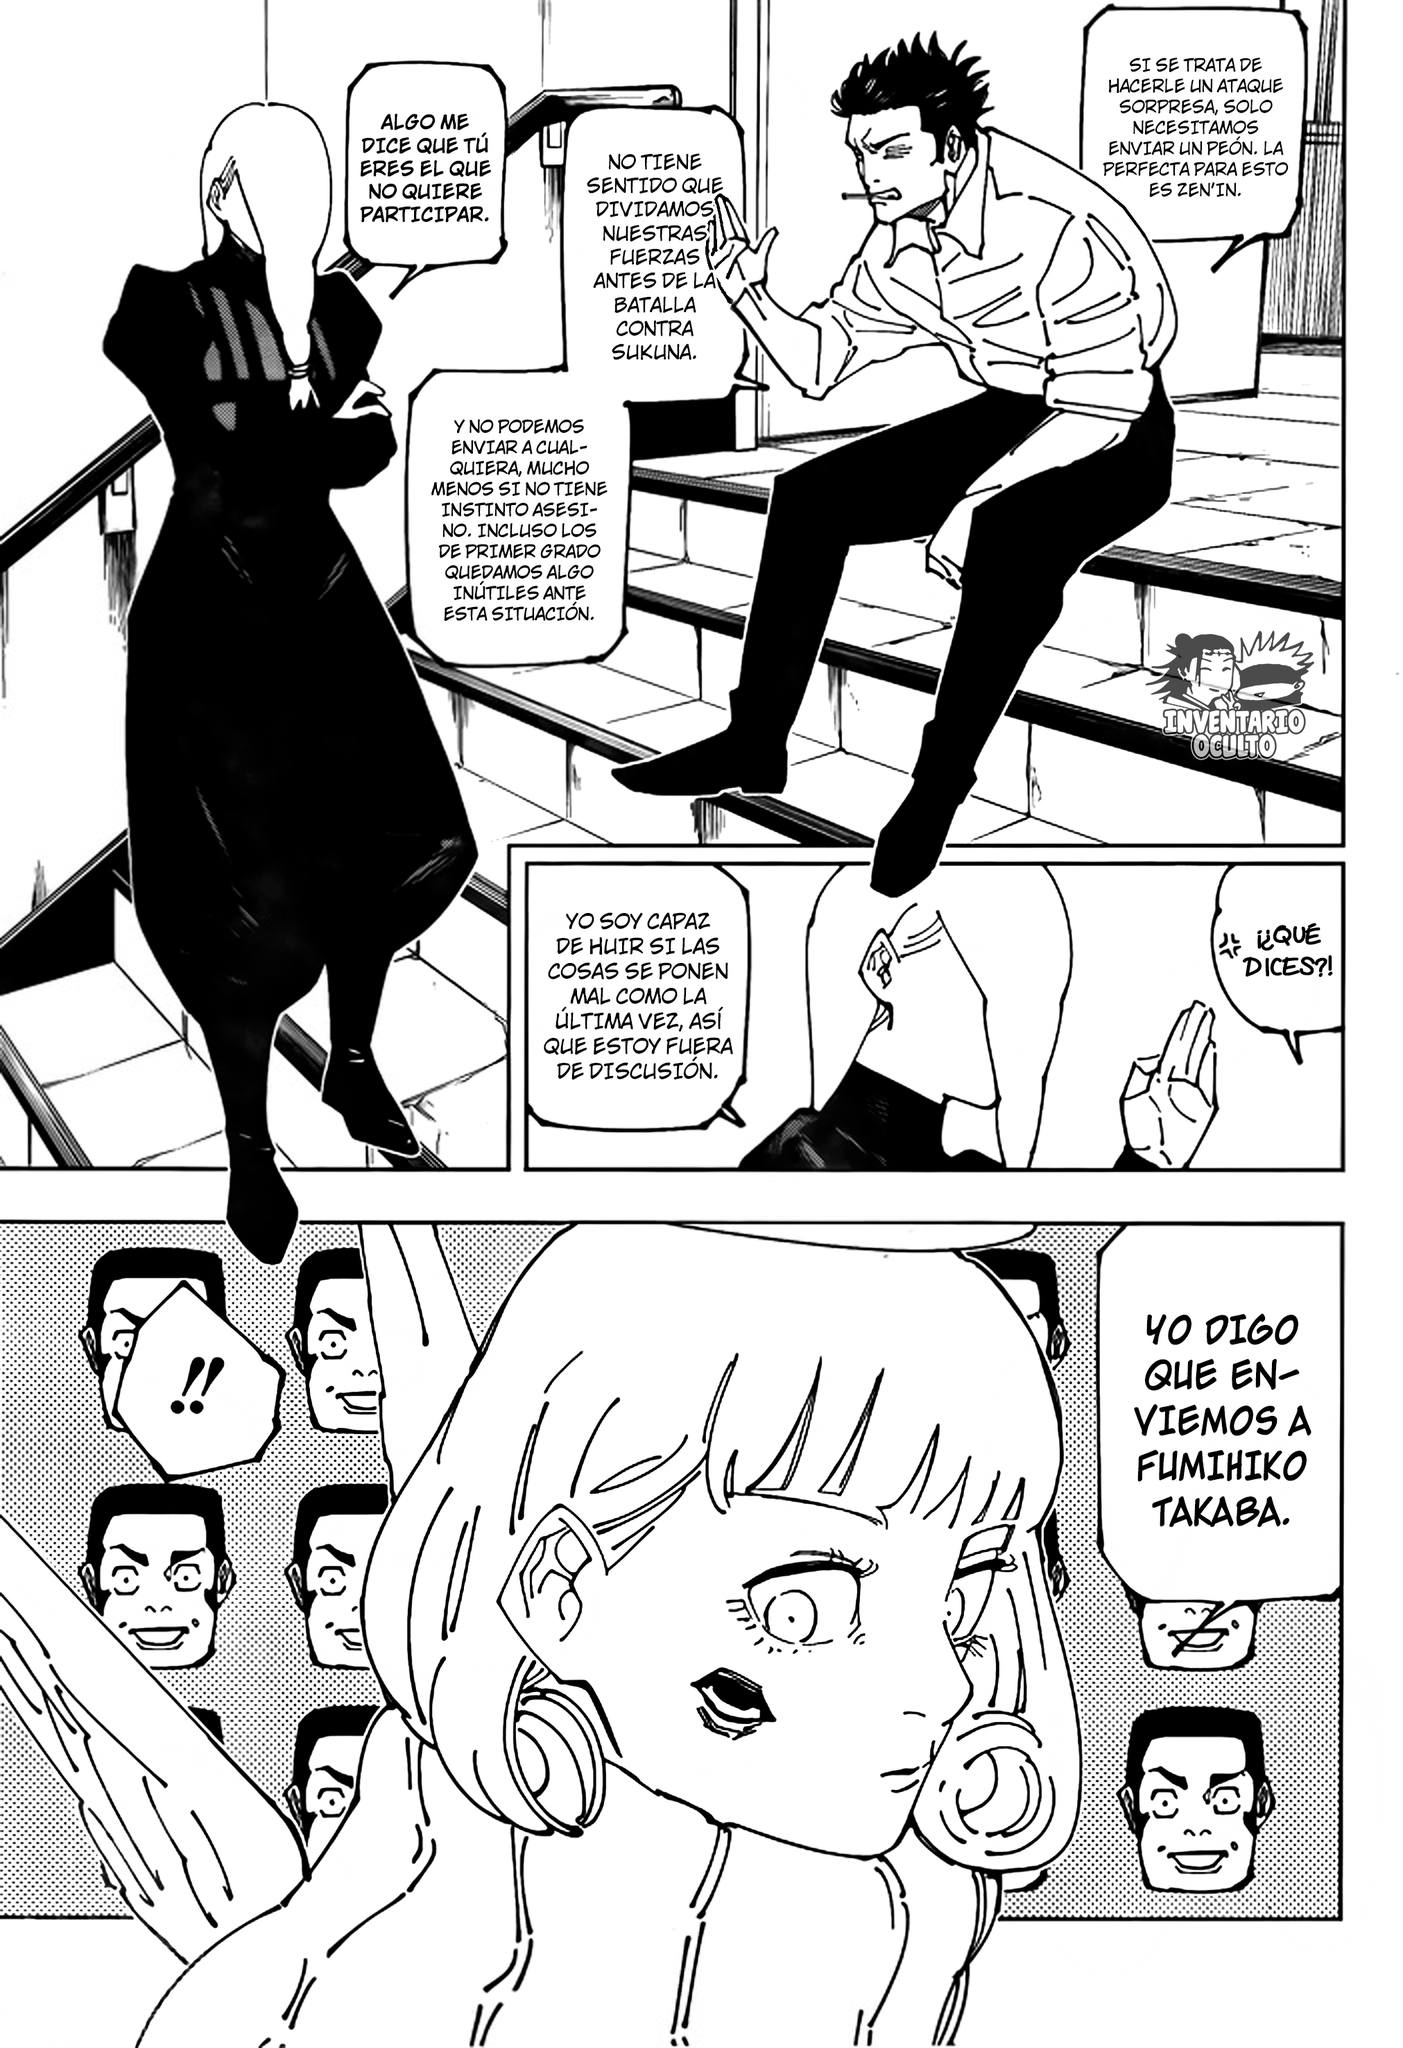 SI SE TRATA DE
HACERLE UN ATAQUE
SORPRESA, SOLO
NECESITAMOS
ENVIAR UN PEÓN. LA
PERFECTA PARA ESTO
ES ZEN'IN.
NO TIENE
SENTIDO QUE
DIVIDAMOS
NUESTRAS
FUERZAS
ANTES DE LA
BATALLA
CONTRA
SUKUNA.
Y NO PODEMOS
ENVIAR A CUAL-
QUIERA, MUCHO
MENOS SI NO TIENE
INSTINTO ASESI-
NO. INCLUSO LOS
DE PRIMER GRADO
QUEDAMOS ALGO
INÚTILES ANTE
ESTA SITUACIÓN.
ALGO ME
DICE QUE TÚ
ERES EL QUE
NO QUIERE
PARTICIPAR.
INVENTARIO
OCULTO
¡¿QUÉ
DICES?!
YO SOY CAPAZ
DE HUIR SI LAS
COSAS SE PONEN
MAL COMO LA
ÚLTIMA VEZ, ASÍ
QUE ESTOY FUERA
DE DISCUSIÓN.
YO DIGO
QUE EN-
VIEMOS A
FUMIHIKO
TAKABA.
!!